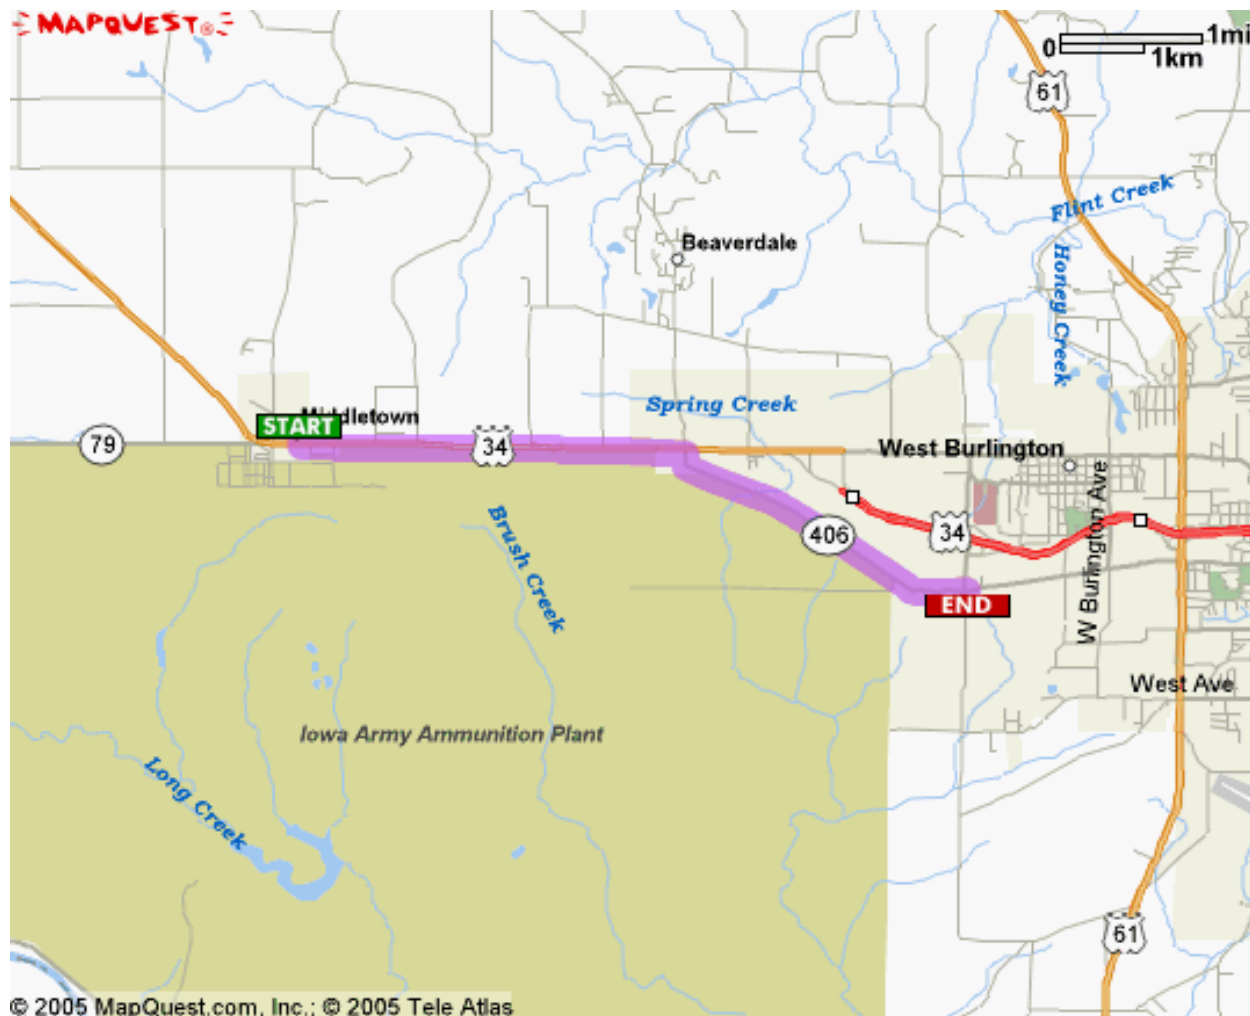 MAPQUEST
0 1mi
1km
61
Flint Creek
Beaverdale
Honey Creek
Spring Creek
START Middletown
79
34
West Burlington
406
34
W Burlington Ave
Brush Creek
END
West Ave
Iowa Army Ammunition Plant
Long Creek
61
© 2005 MapQuest.com, Inc.; © 2005 Tele Atlas